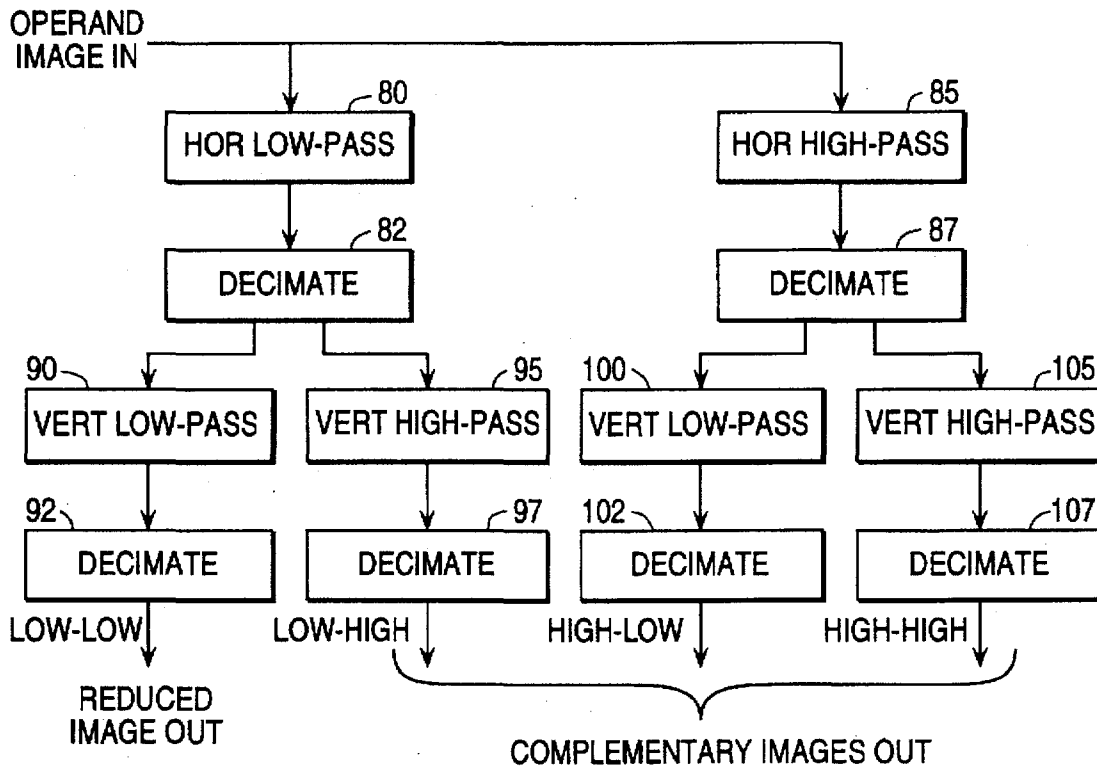 OPERAND
IMAGE IN
80
85
HOR LOW-PASS
HOR HIGH-PASS
82
87
DECIMATE
DECIMATE
90
95
100
105
VERT LOW-PASS
VERT HIGH-PASS
VERT LOW-PASS
VERT HIGH-PASS
92
97
102
107
DECIMATE
DECIMATE
DECIMATE
DECIMATE
LOW-LOW
LOW-HIGH
HIGH-LOW
HIGH-HIGH
REDUCED
IMAGE OUT
COMPLEMENTARY IMAGES OUT